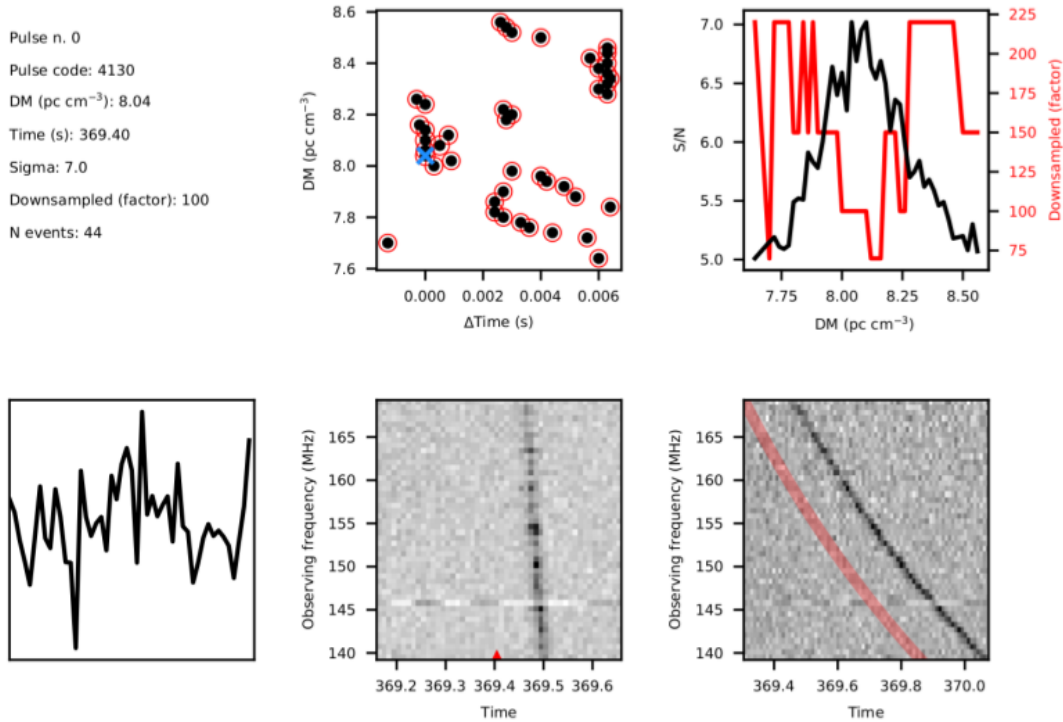 Pulse n. 0
Pulse code: 4130
DM (pc cm⁻³): 8.04
Time (s): 369.40
Sigma: 7.0
Downsampled (factor): 100
N events: 44
DM (pc cm⁻³)
8.6
8.4
8.2
8.0
7.8
7.6
0.000 0.002 0.004 0.006
ΔTime (s)
S/N
7.0
6.5
6.0
5.5
5.0
7.75 8.00 8.25 8.50
DM (pc cm⁻³)
225
200
175
150
125
100
75
Downsampled (factor)
Observing frequency (MHz)
165
160
155
150
145
140
369.2 369.3 369.4 369.5 369.6
Time
Observing frequency (MHz)
165
160
155
150
145
140
369.4 369.6 369.8 370.0
Time